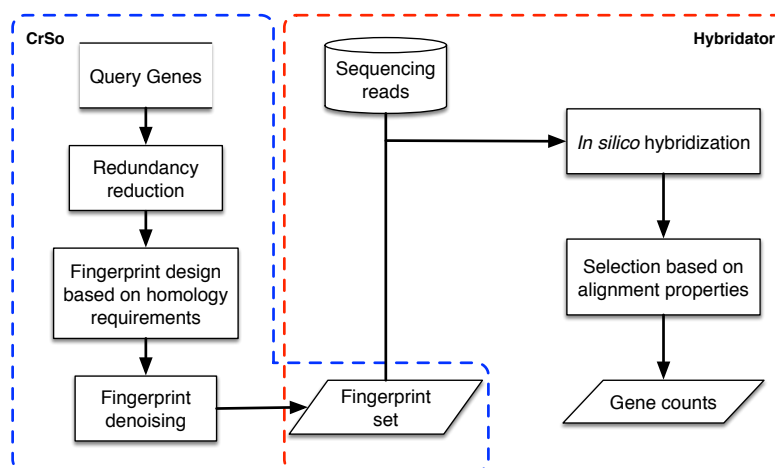 CrSo
Query Genes
Redundancy
reduction
Fingerprint design
based on homology
requirements
Fingerprint
denoising
Hybridator
Sequencing
reads
Fingerprint
set
In silico hybridization
Selection based on
alignment properties
Gene counts